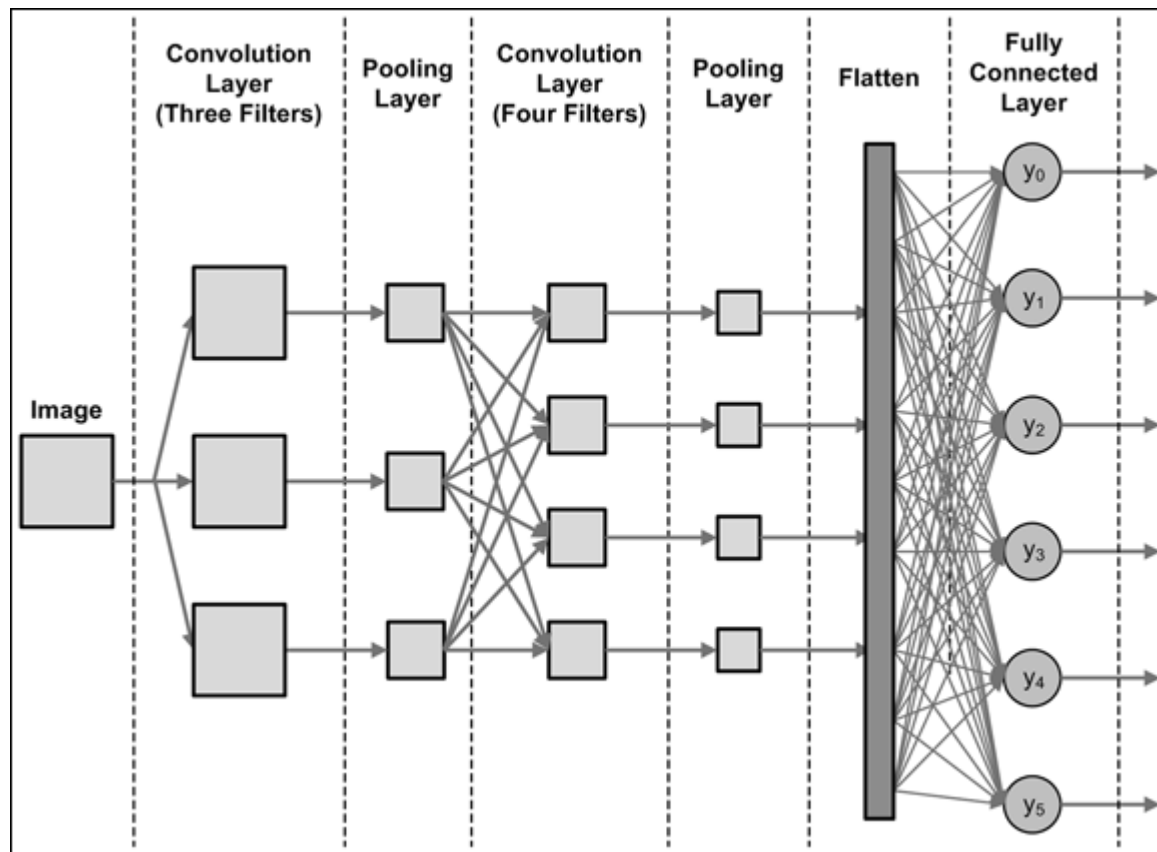 Convolution
Layer
(Three Filters)
Pooling
Layer
Convolution
Layer
(Four Filters)
Pooling
Layer
Flatten
Fully
Connected
Layer
Image
y0
y1
y2
y3
y4
y5